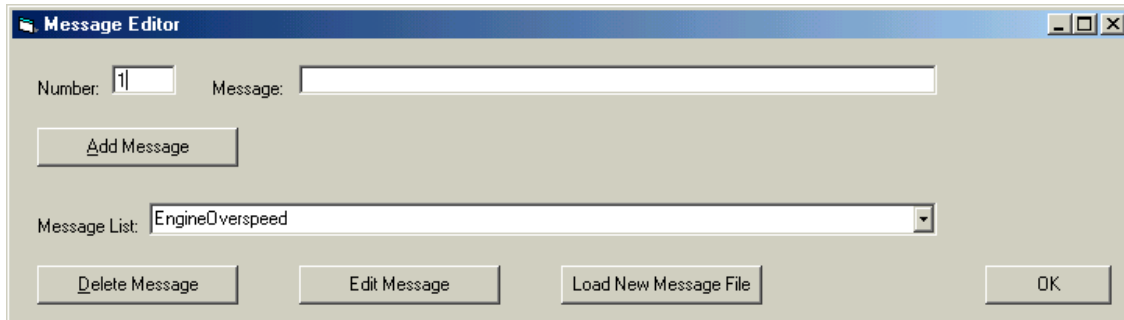 Message Editor
Number: 1 Message:
Add Message
Message List: EngineOverspeed
Delete Message Edit Message Load New Message File OK